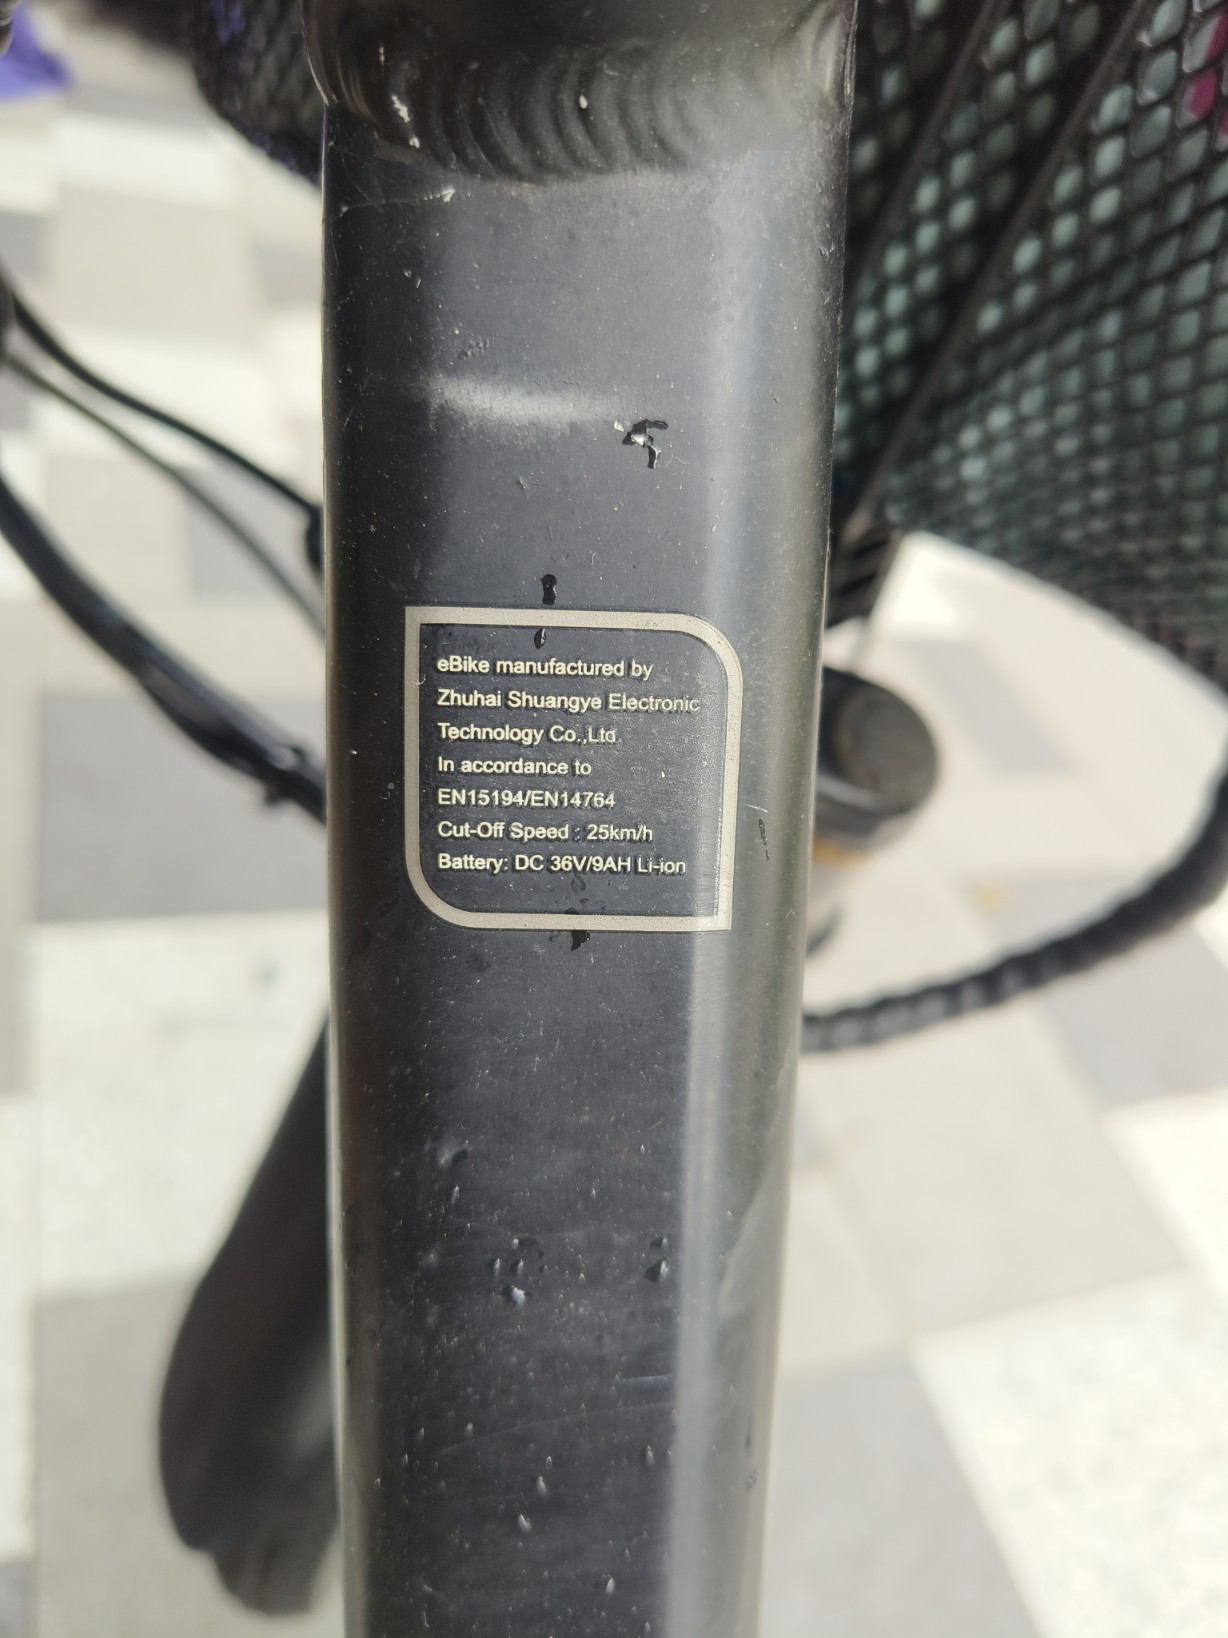 eBike manufactured by
Zhuhai Shuangye Electronic
Technology Co.,Ltd.
In accordance to
EN15194/EN14764
Cut-Off Speed : 25km/h
Battery: DC 36V/9AH Li-ion